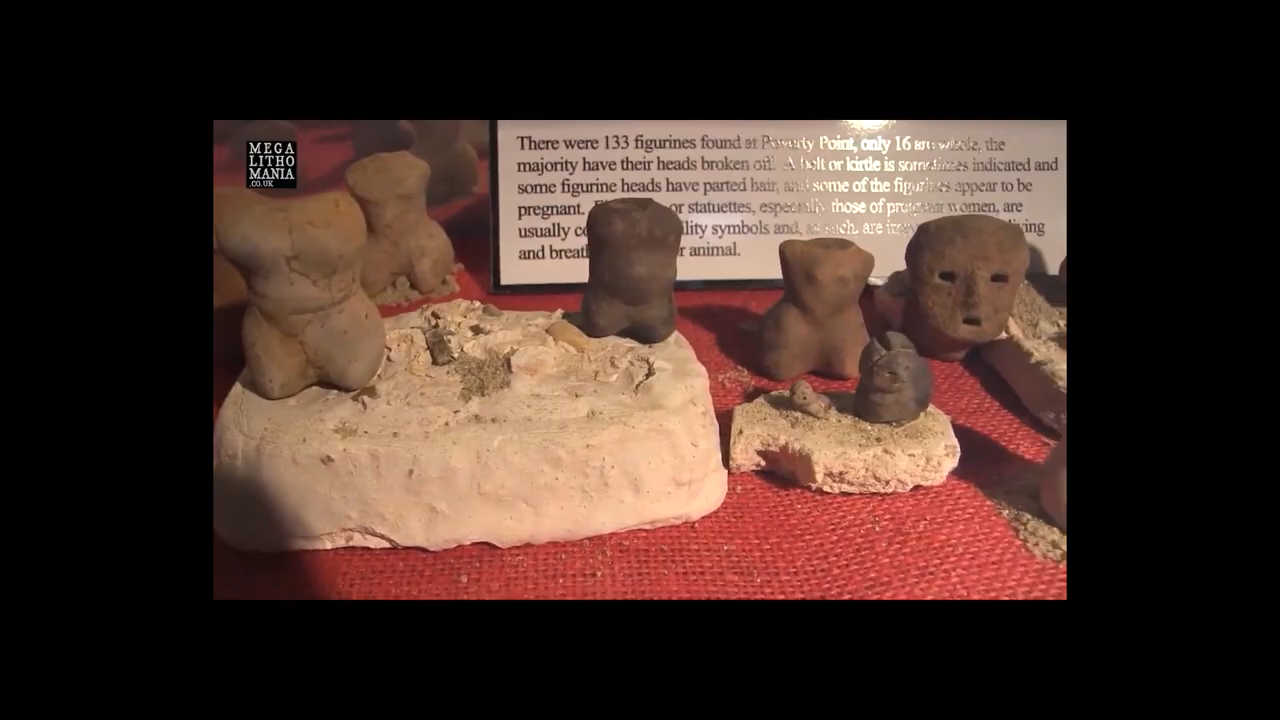 MEGA
LITHO
MANIA
.CO.UK
There were 133 figurines found at Poverty Point, only 16 are whole, the
majority have their heads broken off. A belt or kirtle is sometimes indicated and
some figurine heads have parted hair, and some of the figurines appear to be
pregnant. or statuettes, especially those of pregnant women, are
usually symbols and, as such, are
and animal.